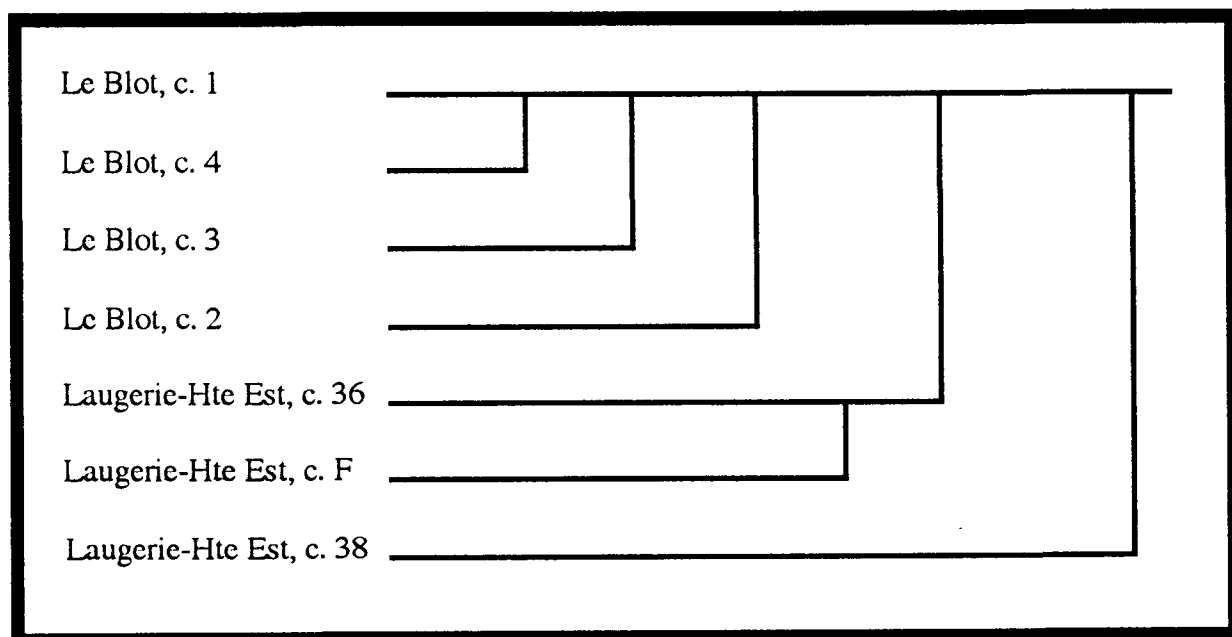 Le Blot, c. 1
Le Blot, c. 4
Le Blot, c. 3
Le Blot, c. 2
Laugerie-Hte Est, c. 36
Laugerie-Hte Est, c. F
Laugerie-Hte Est, c. 38